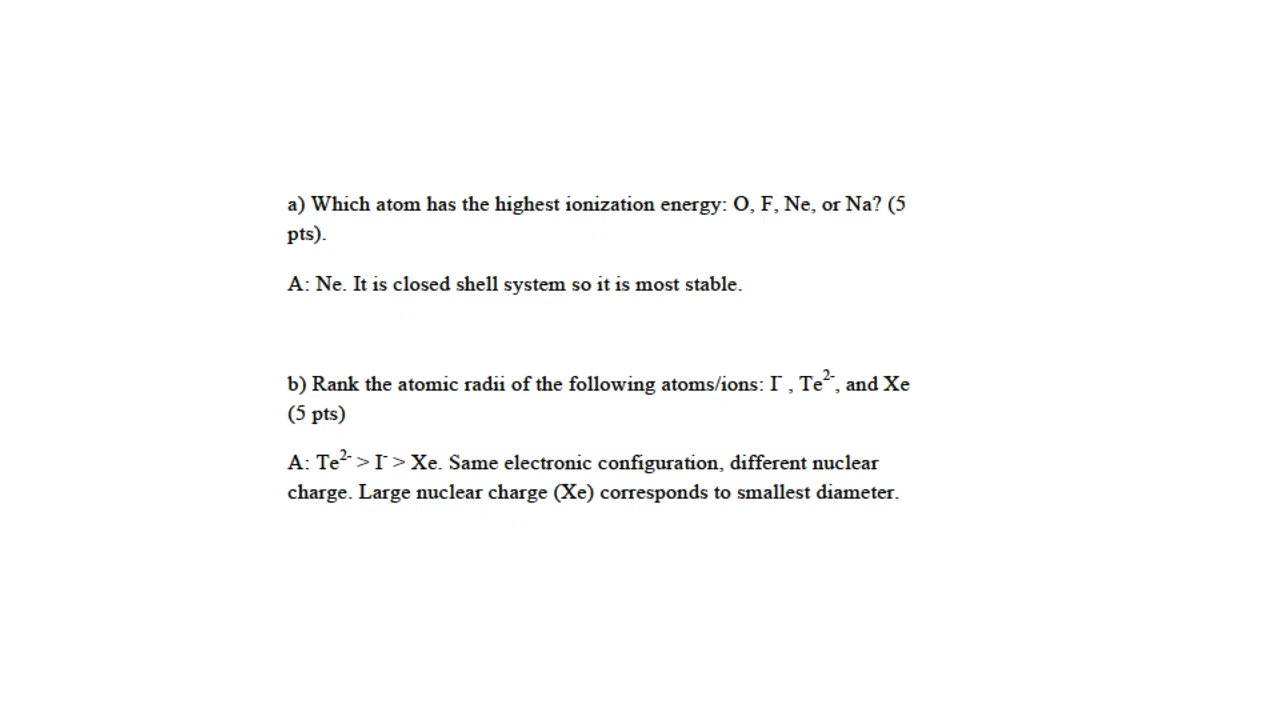 a) Which atom has the highest ionization energy: O, F, Ne, or Na? (5
pts).
A: Ne. It is closed shell system so it is most stable.
b) Rank the atomic radii of the following atoms/ions: I⁻ , Te²⁻, and Xe
(5 pts)
A: Te²⁻ > I⁻ > Xe. Same electronic configuration, different nuclear
charge. Large nuclear charge (Xe) corresponds to smallest diameter.